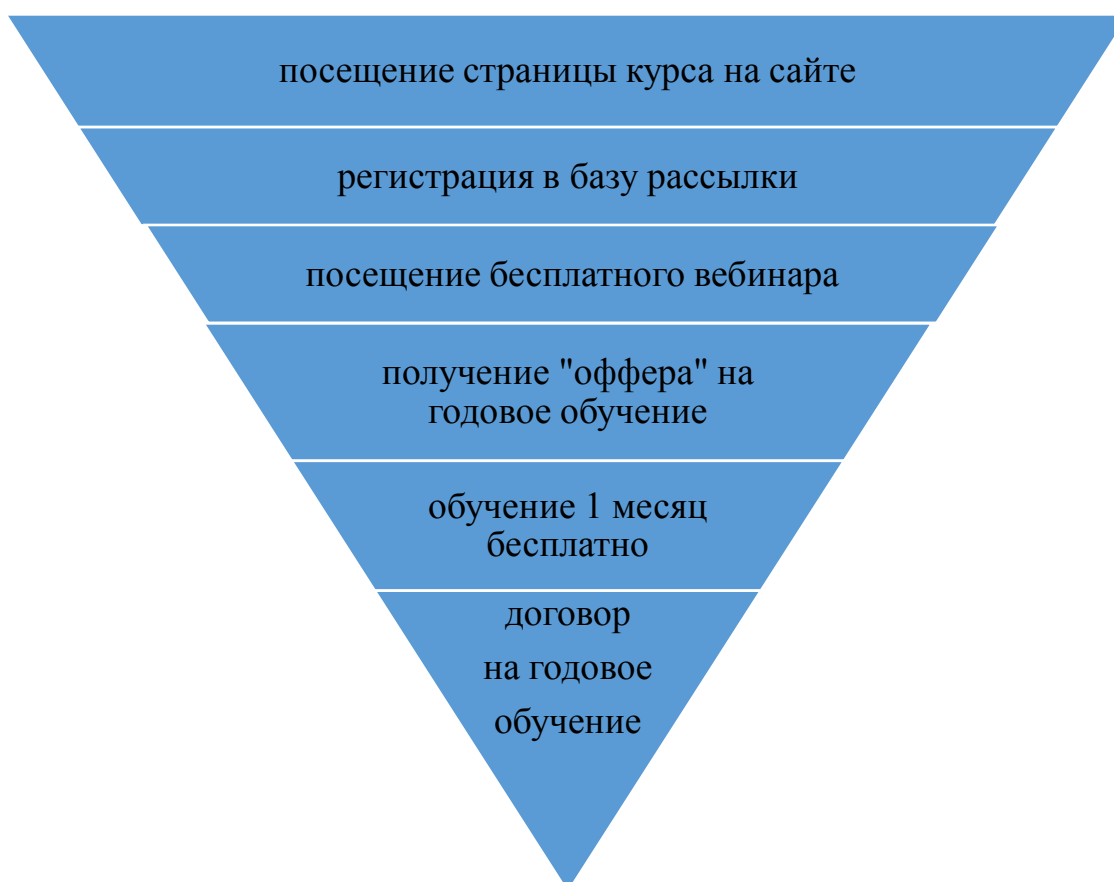 посещение страницы курса на сайте
регистрация в базу рассылки
посещение бесплатного вебинара
получение "оффера" на
годовое обучение
обучение 1 месяц
бесплатно
договор
на годовое
обучение